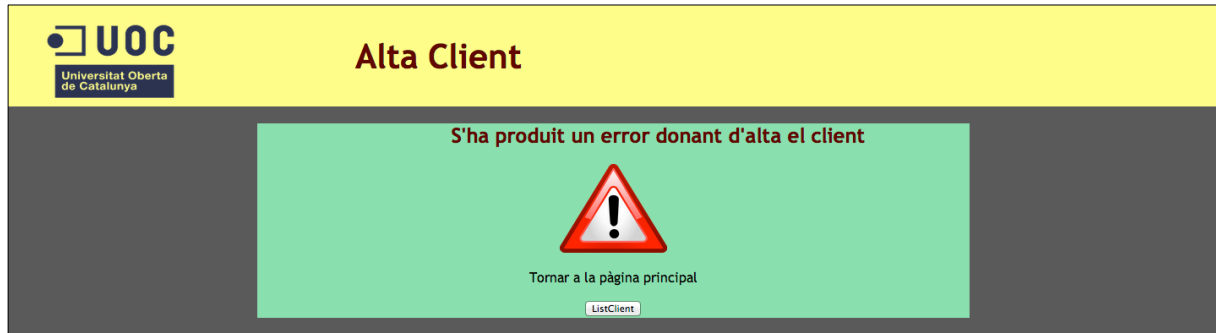 UOC
Universitat Oberta
de Catalunya
Alta Client
S'ha produit un error donant d'alta el client
Tornar a la pàgina principal
ListClient